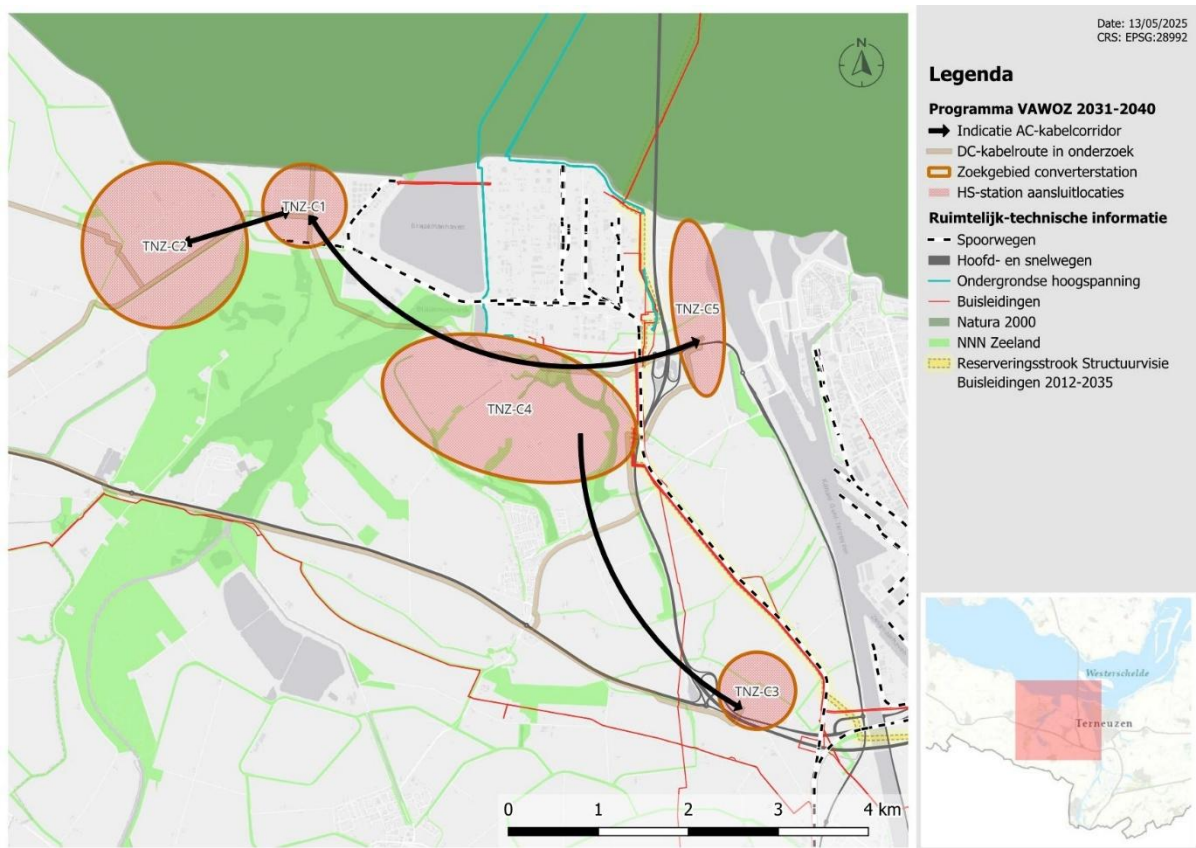 Date: 13/05/2025
CRS: EPSG:28992
N
Legenda
Programma VAWOZ 2031-2040
Indicatie AC-kabelcorridor
DC-kabelroute in onderzoek
Zoekgebied converterstation
HS-station aansluitlocaties
Ruimtelijk-technische informatie
Spoorwegen
Hoofd- en snelwegen
Ondergrondse hoogspanning
Buisleidingen
Natura 2000
NNN Zeeland
Reserveringsstrook Structuurvisie
Buisleidingen 2012-2035
TNZ-C1
TNZ-C2
TNZ-C5
TNZ-C4
TNZ-C3
0 1 2 3 4 km
Westerschelde
Terneuzen